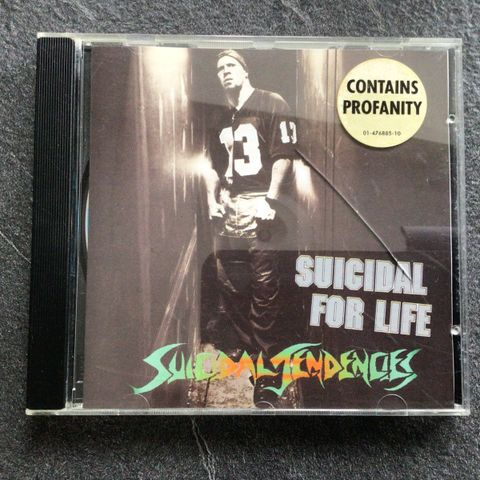 CONTAINS
PROFANITY
01-476885-10
13
13
SUICIDAL
FOR LIFE
SUICIDAL TENDENCIES